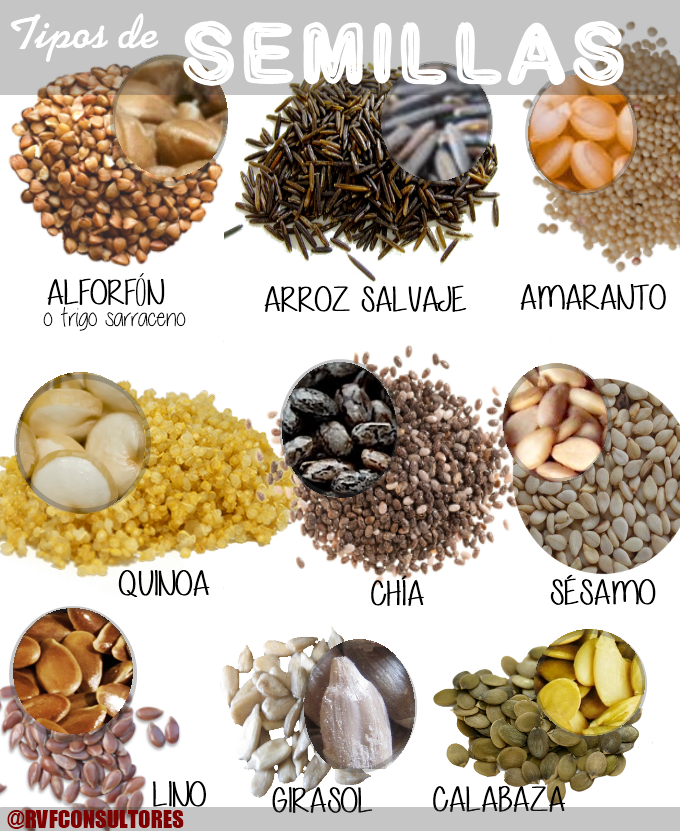 Tipos de SEMILLAS
ALFORFÓN
o trigo sarraceno
ARROZ SALVAJE
AMARANTO
QUINOA
CHÍA
SÉSAMO
LINO
GIRASOL
CALABAZA
@RVFCONSULTORES